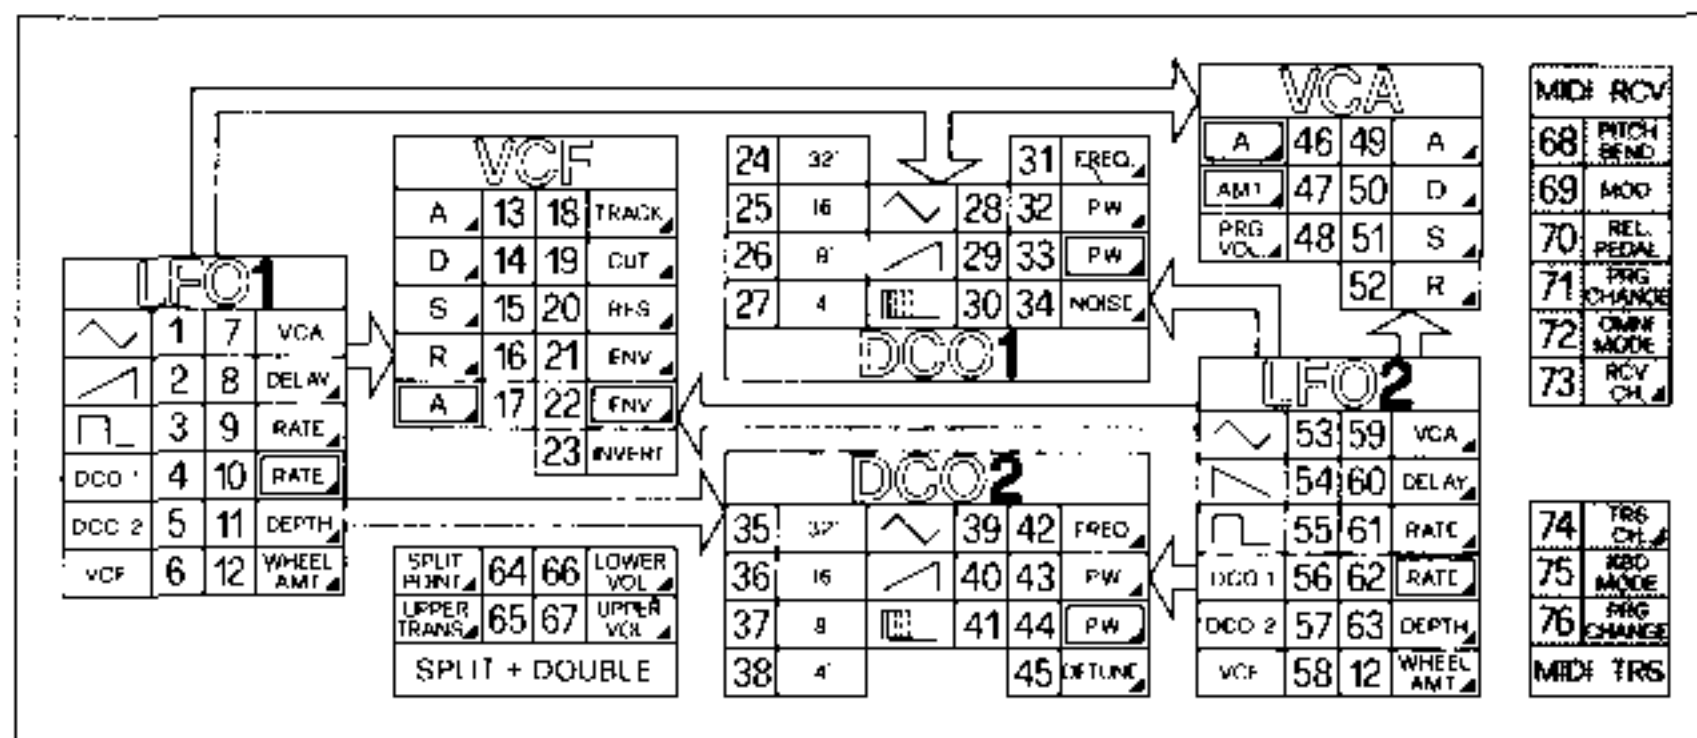 LFO1
1 7 VCA
2 8 DELAY
3 9 RATE
DCO 1 4 10 RATE
DCO 2 5 11 DEPTH
VCF 6 12 WHEEL AMT
VCF
A 13 18 TRACK
D 14 19 CUT
S 15 20 RES
R 16 21 ENV
A 17 22 ENV
23 INVERT
SPLIT POINT 64 66 LOWER VOL
UPPER TRANS 65 67 UPPER VOL
SPLIT + DOUBLE
24 32' 31 FREQ.
25 16 28 32 PW
26 8' 29 33 PW
27 4 30 34 NOISE
DCO1
DCO2
35 32' 39 42 FREQ
36 16 40 43 PW
37 8 41 44 PW
38 4' 45 DETUNE
VCA
A 46 49 A
AMT 47 50 D
PRG VOL 48 51 S
52 R
LFO2
53 59 VCA
54 60 DELAY
55 61 RATE
DCO 1 56 62 RATE
DCO 2 57 63 DEPTH
VCF 58 12 WHEEL AMT
MIDI RCV
68 PITCH BEND
69 MOD
70 REL. PEDAL
71 PRG CHANGE
72 OMNI MODE
73 RCV CH.
74 TRS CH.
75 KBD MODE
76 PRG CHANGE
MIDI TRS